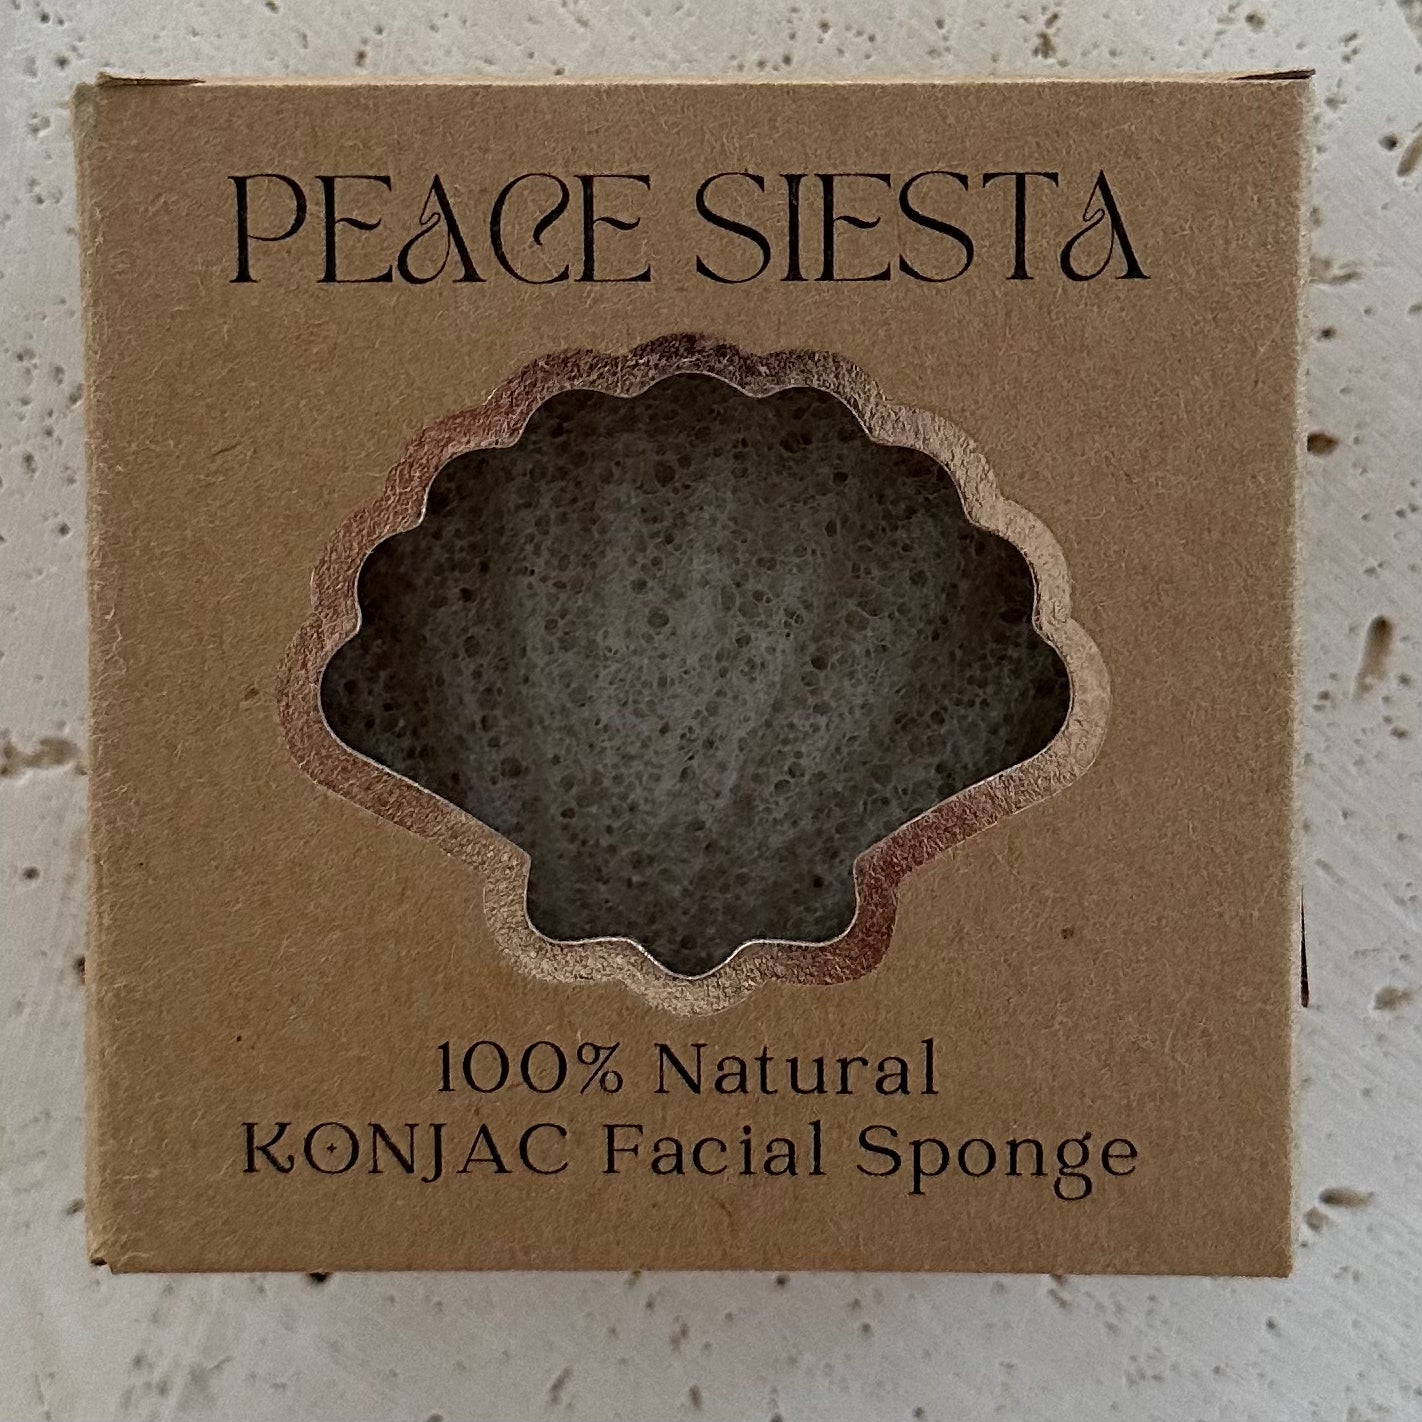 PEACE SIESTA
100% Natural
KONJAC Facial Sponge